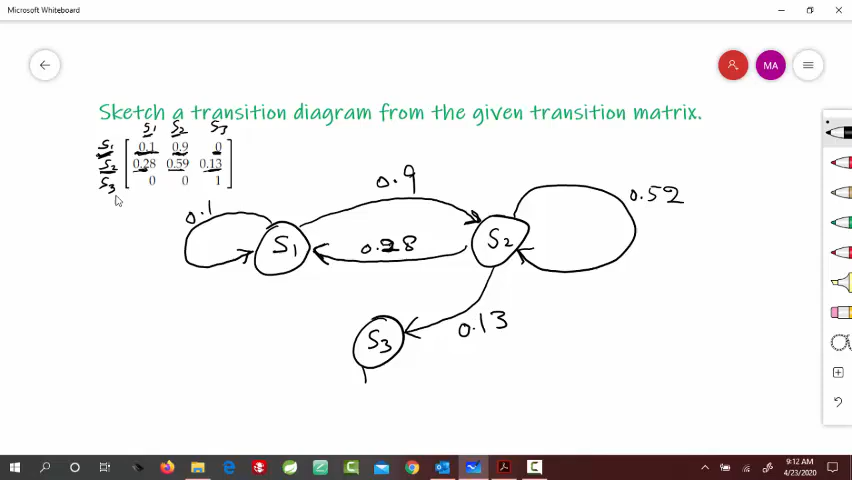 Microsoft Whiteboard
MA
Sketch a transition diagram from the given transition matrix.
S1 S2 S3
S1 0.1 0.9 0
S2 0.28 0.59 0.13
S3 0 0 1
0.9
0.1
0.52
S1
0.28
S2
S3
0.13
9:12 AM
4/23/2020